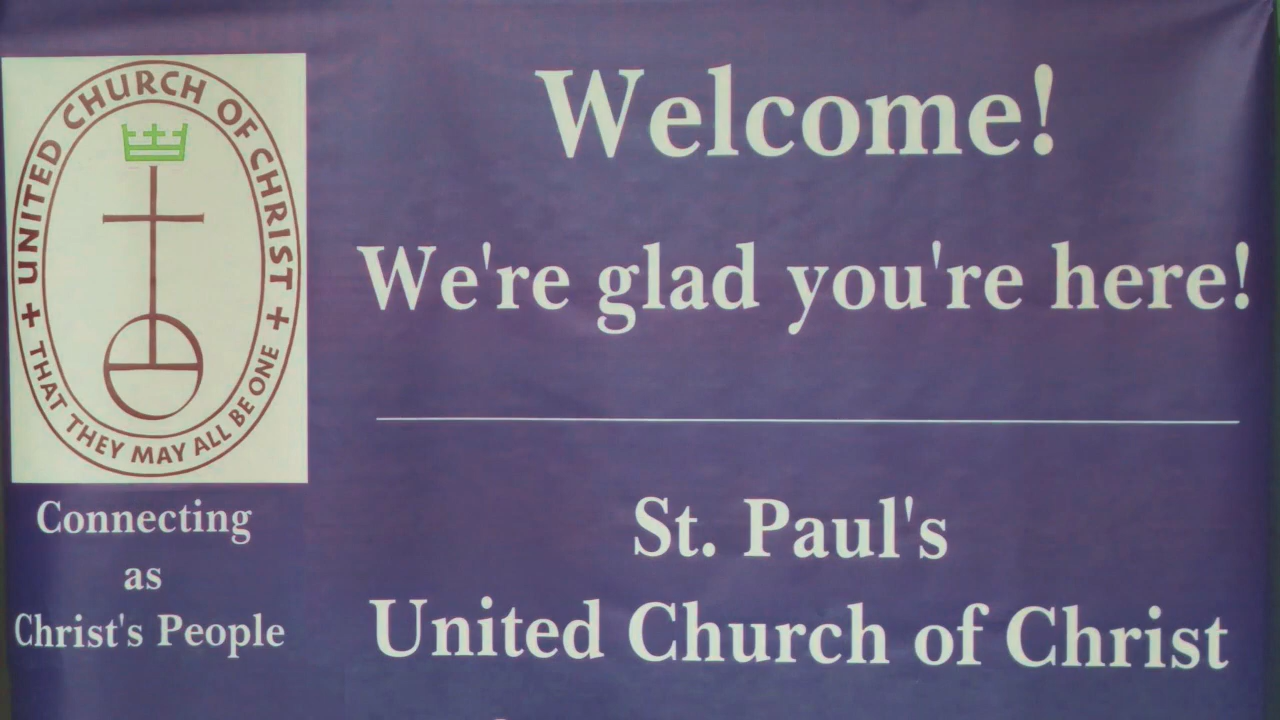 UNITED CHURCH OF CHRIST
THAT THEY MAY ALL BE ONE
Connecting
as
Christ's People
Welcome!
We're glad you're here!
St. Paul's
United Church of Christ